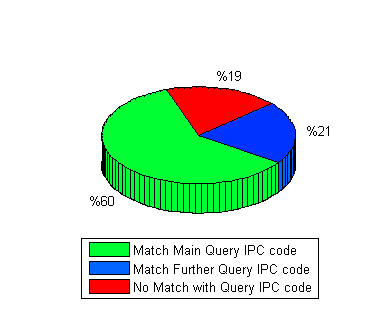 %19
%21
%60
Match Main Query IPC code
Match Further Query IPC code
No Match with Query IPC code